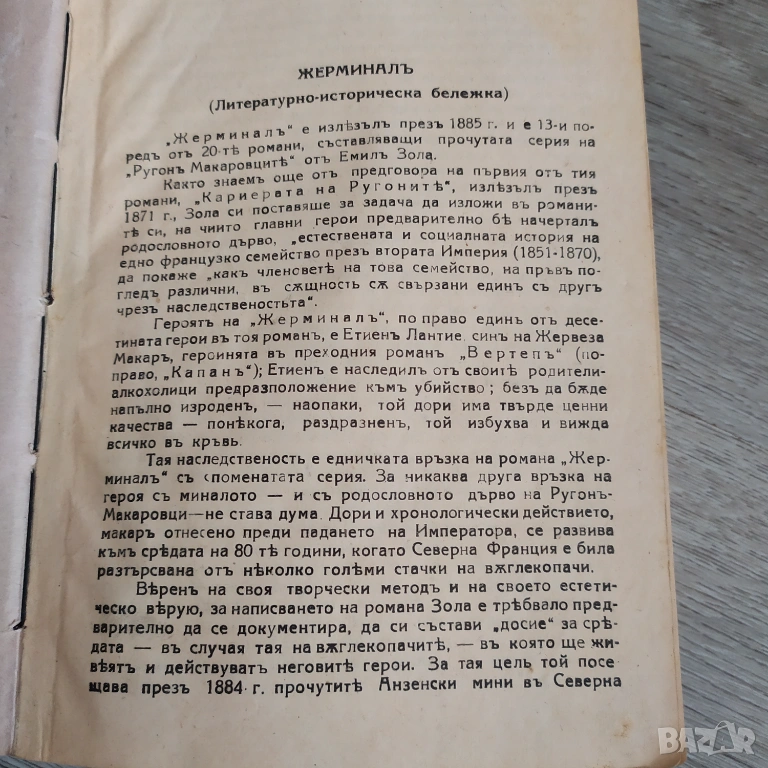 ЖЕРМИНАЛЪ
(Литературно-историческа бележка)
„Жерминалъ“ е излѣзълъ презъ 1885 г. и е 13-и по-
редъ отъ 20-тѣ романи, съставляващи прочутата серия на
„Ругонъ Макаровцитѣ“ отъ Емилъ Зола.
Както знаемъ още отъ предговора на първия отъ тия
романи, „Кариерата на Ругонитѣ“, излѣзълъ презъ
1871 г., Зола си поставяше за задача да изложи въ романи-
тѣ си, на чиито главни герои предварително бѣ начерталъ
родословното дърво, „естествената и социалната история на
едно французко семейство презъ втората Империя (1851-1870),
да покаже „какъ членоветѣ на това семейство, на пръвъ по-
гледъ различни, въ сѫщность сѫ свързани единъ съ другъ
чрезъ наследствеността“.
Героятъ на „Жерминалъ“, по право единъ отъ десе-
тината герои въ тоя романъ, е Етиенъ Лантие, синъ на Жервеза
Макаръ, героинята въ преходния романъ „Вертепъ“ (по-
право, „Капанъ“); Етиенъ е наследилъ отъ своитѣ родители-
алкохолици предразположение къмъ убийство; безъ да бѫде
напълно изроденъ, — наопаки, той дори има твърде ценни
качества — понѣкога, раздразненъ, той избухва и вижда
всичко въ кръвь.
Тая наследственость е едничката връзка на романа „Жер-
миналъ“ съ споменатата серия. За никаква друга връзка на
героя съ миналото — и съ родословното дърво на Ругонъ-
Макаровци — не става дума. Дори и хронологически действието,
макаръ отнесено преди падането на Императора, се развива
къмъ срѣдата на 80 тѣ години, когато Северна Франция е била
разтърсвана отъ нѣколко голѣми стачки на вѫглекопачи.
Вѣренъ на своя творчески методъ и на своето естети-
ческо вѣрую, за написването на романа Зола е трѣбвало пред-
варително да се документира, да си състави „досие“ за срѣ-
дата — въ случая тая на вѫглекопачитѣ, — въ която ще жи-
вѣятъ и действуватъ неговитѣ герои. За тая цель той посе
щава презъ 1884 г. прочутитѣ Анзенски мини въ Северна
BAZAR